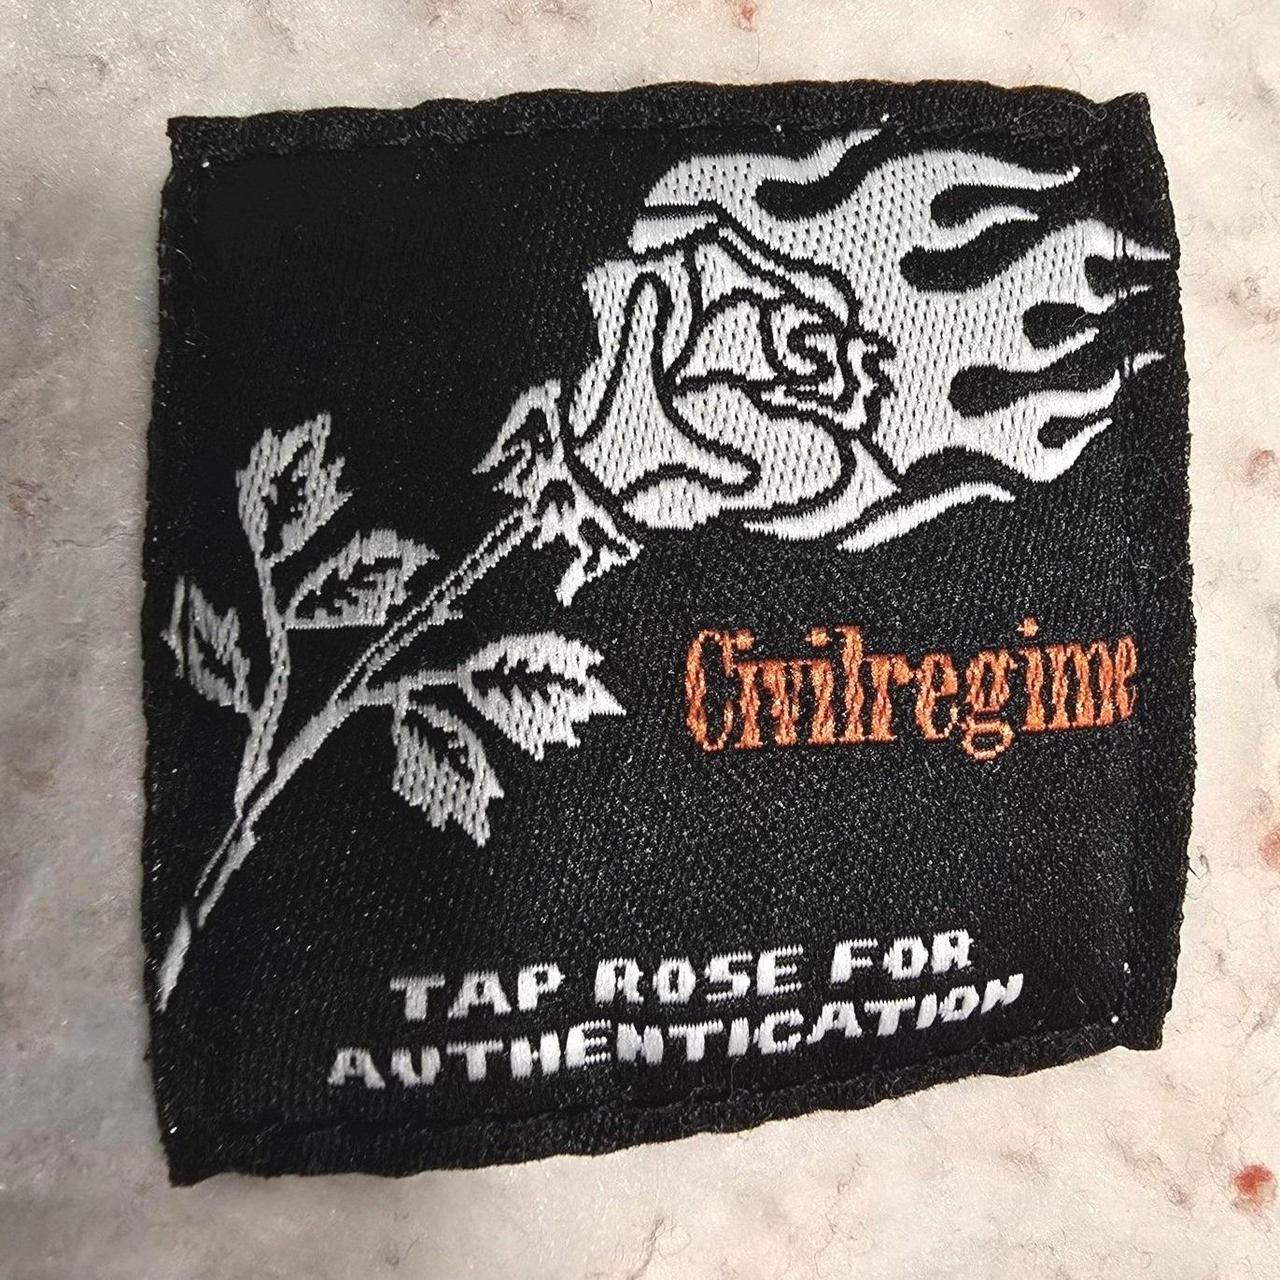 Civilregime
TAP ROSE FOR
AUTHENTICATION